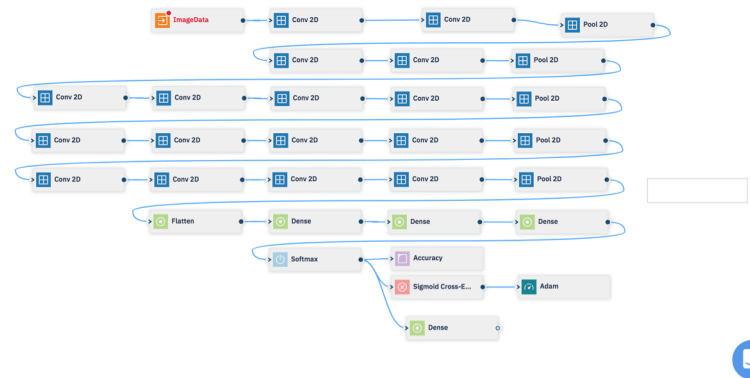 ImageData
Conv 2D
Conv 2D
Pool 2D
Conv 2D
Conv 2D
Pool 2D
Conv 2D
Conv 2D
Conv 2D
Conv 2D
Pool 2D
Conv 2D
Conv 2D
Conv 2D
Conv 2D
Pool 2D
Conv 2D
Conv 2D
Conv 2D
Conv 2D
Pool 2D
Flatten
Dense
Dense
Dense
Softmax
Accuracy
Sigmoid Cross-E...
Adam
Dense